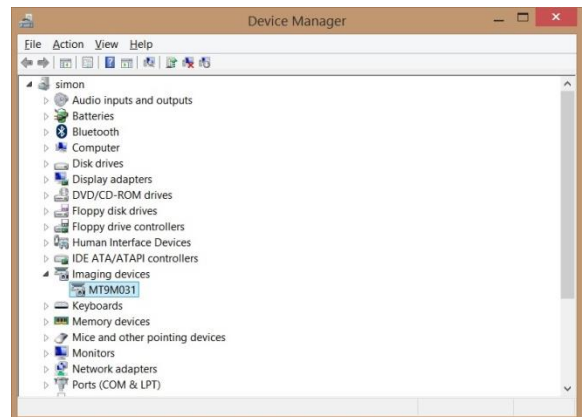 Device Manager
File Action View Help
simon
Audio inputs and outputs
Batteries
Bluetooth
Computer
Disk drives
Display adapters
DVD/CD-ROM drives
Floppy disk drives
Floppy drive controllers
Human Interface Devices
IDE ATA/ATAPI controllers
Imaging devices
MT9M031
Keyboards
Memory devices
Mice and other pointing devices
Monitors
Network adapters
Ports (COM & LPT)